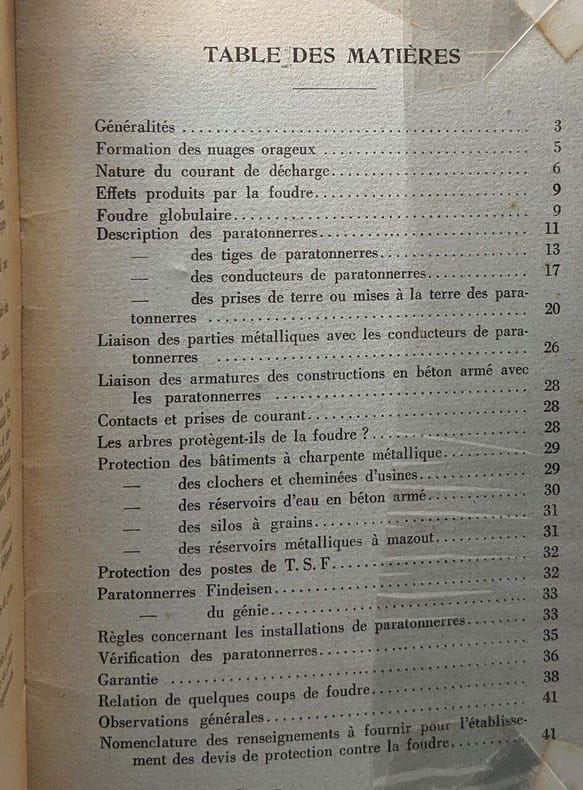 TABLE DES MATIÈRES
Généralités ........ 3
Formation des nuages orageux ........ 5
Nature du courant de décharge ........ 6
Effets produits par la foudre ........ 9
Foudre globulaire ........ 9
Description des paratonnerres ........ 11
— des tiges de paratonnerres ........ 13
— des conducteurs de paratonnerres ........ 17
— des prises de terre ou mises à la terre des para-
tonnerres ........ 20
Liaison des parties métalliques avec les conducteurs de para-
tonnerres ........ 26
Liaison des armatures des constructions en béton armé avec
les paratonnerres ........ 28
Contacts et prises de courant ........ 28
Les arbres protègent-ils de la foudre ? ........ 28
Protection des bâtiments à charpente métallique ........ 29
— des clochers et cheminées d'usines ........ 29
— des réservoirs d'eau en béton armé ........ 30
— des silos à grains ........ 31
— des réservoirs métalliques à mazout ........ 31
Protection des postes de T. S. F ........ 32
Paratonnerres Findeisen ........ 32
— du génie ........ 33
Règles concernant les installations de paratonnerres ........ 33
Vérification des paratonnerres ........ 35
Garantie ........ 36
Relation de quelques coups de foudre ........ 38
Observations générales ........ 41
Nomenclature des renseignements à fournir pour l'établisse-
ment des devis de protection contre la foudre ........ 41